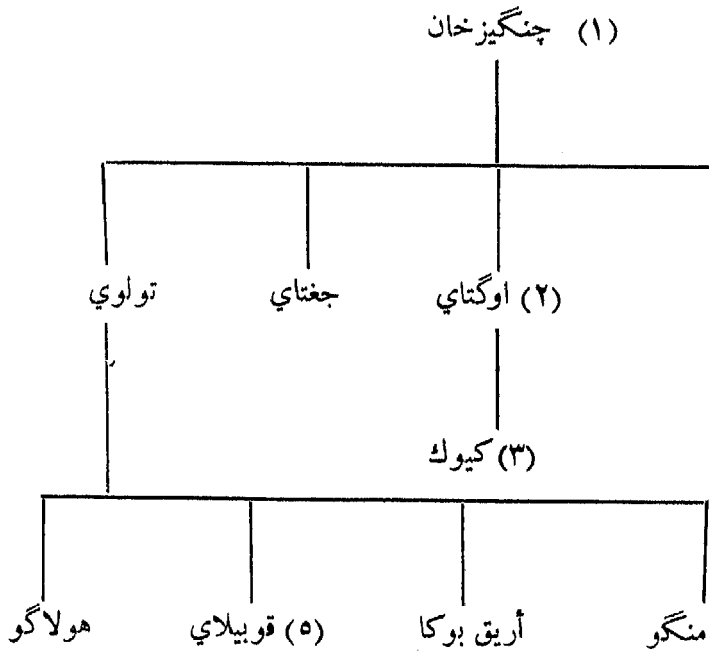 (١) چنگيزخان
(٢) اوگتاي جغتاي تولوي
(٣) كيوك
منگو أريق بوكا (٥) قوبيلاي هولاگو